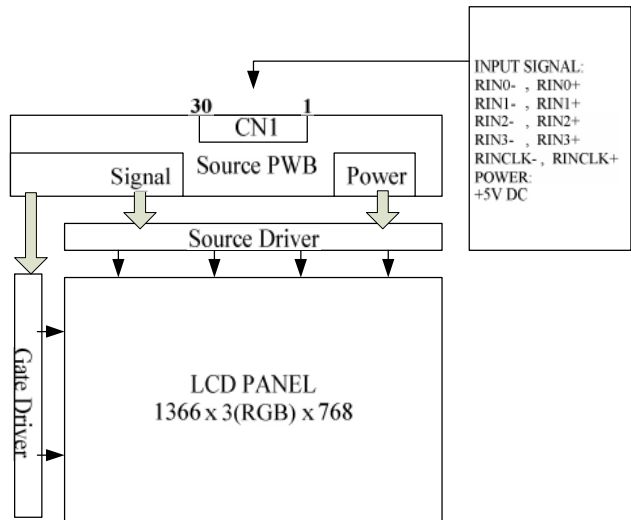 INPUT SIGNAL:
RIN0- , RIN0+
RIN1- , RIN1+
RIN2- , RIN2+
RIN3- , RIN3+
RINCLK- , RINCLK+
POWER:
+5V DC
30 1
CN1
Source PWB
Signal
Power
Source Driver
Gate Driver
LCD PANEL
1366 x 3(RGB) x 768